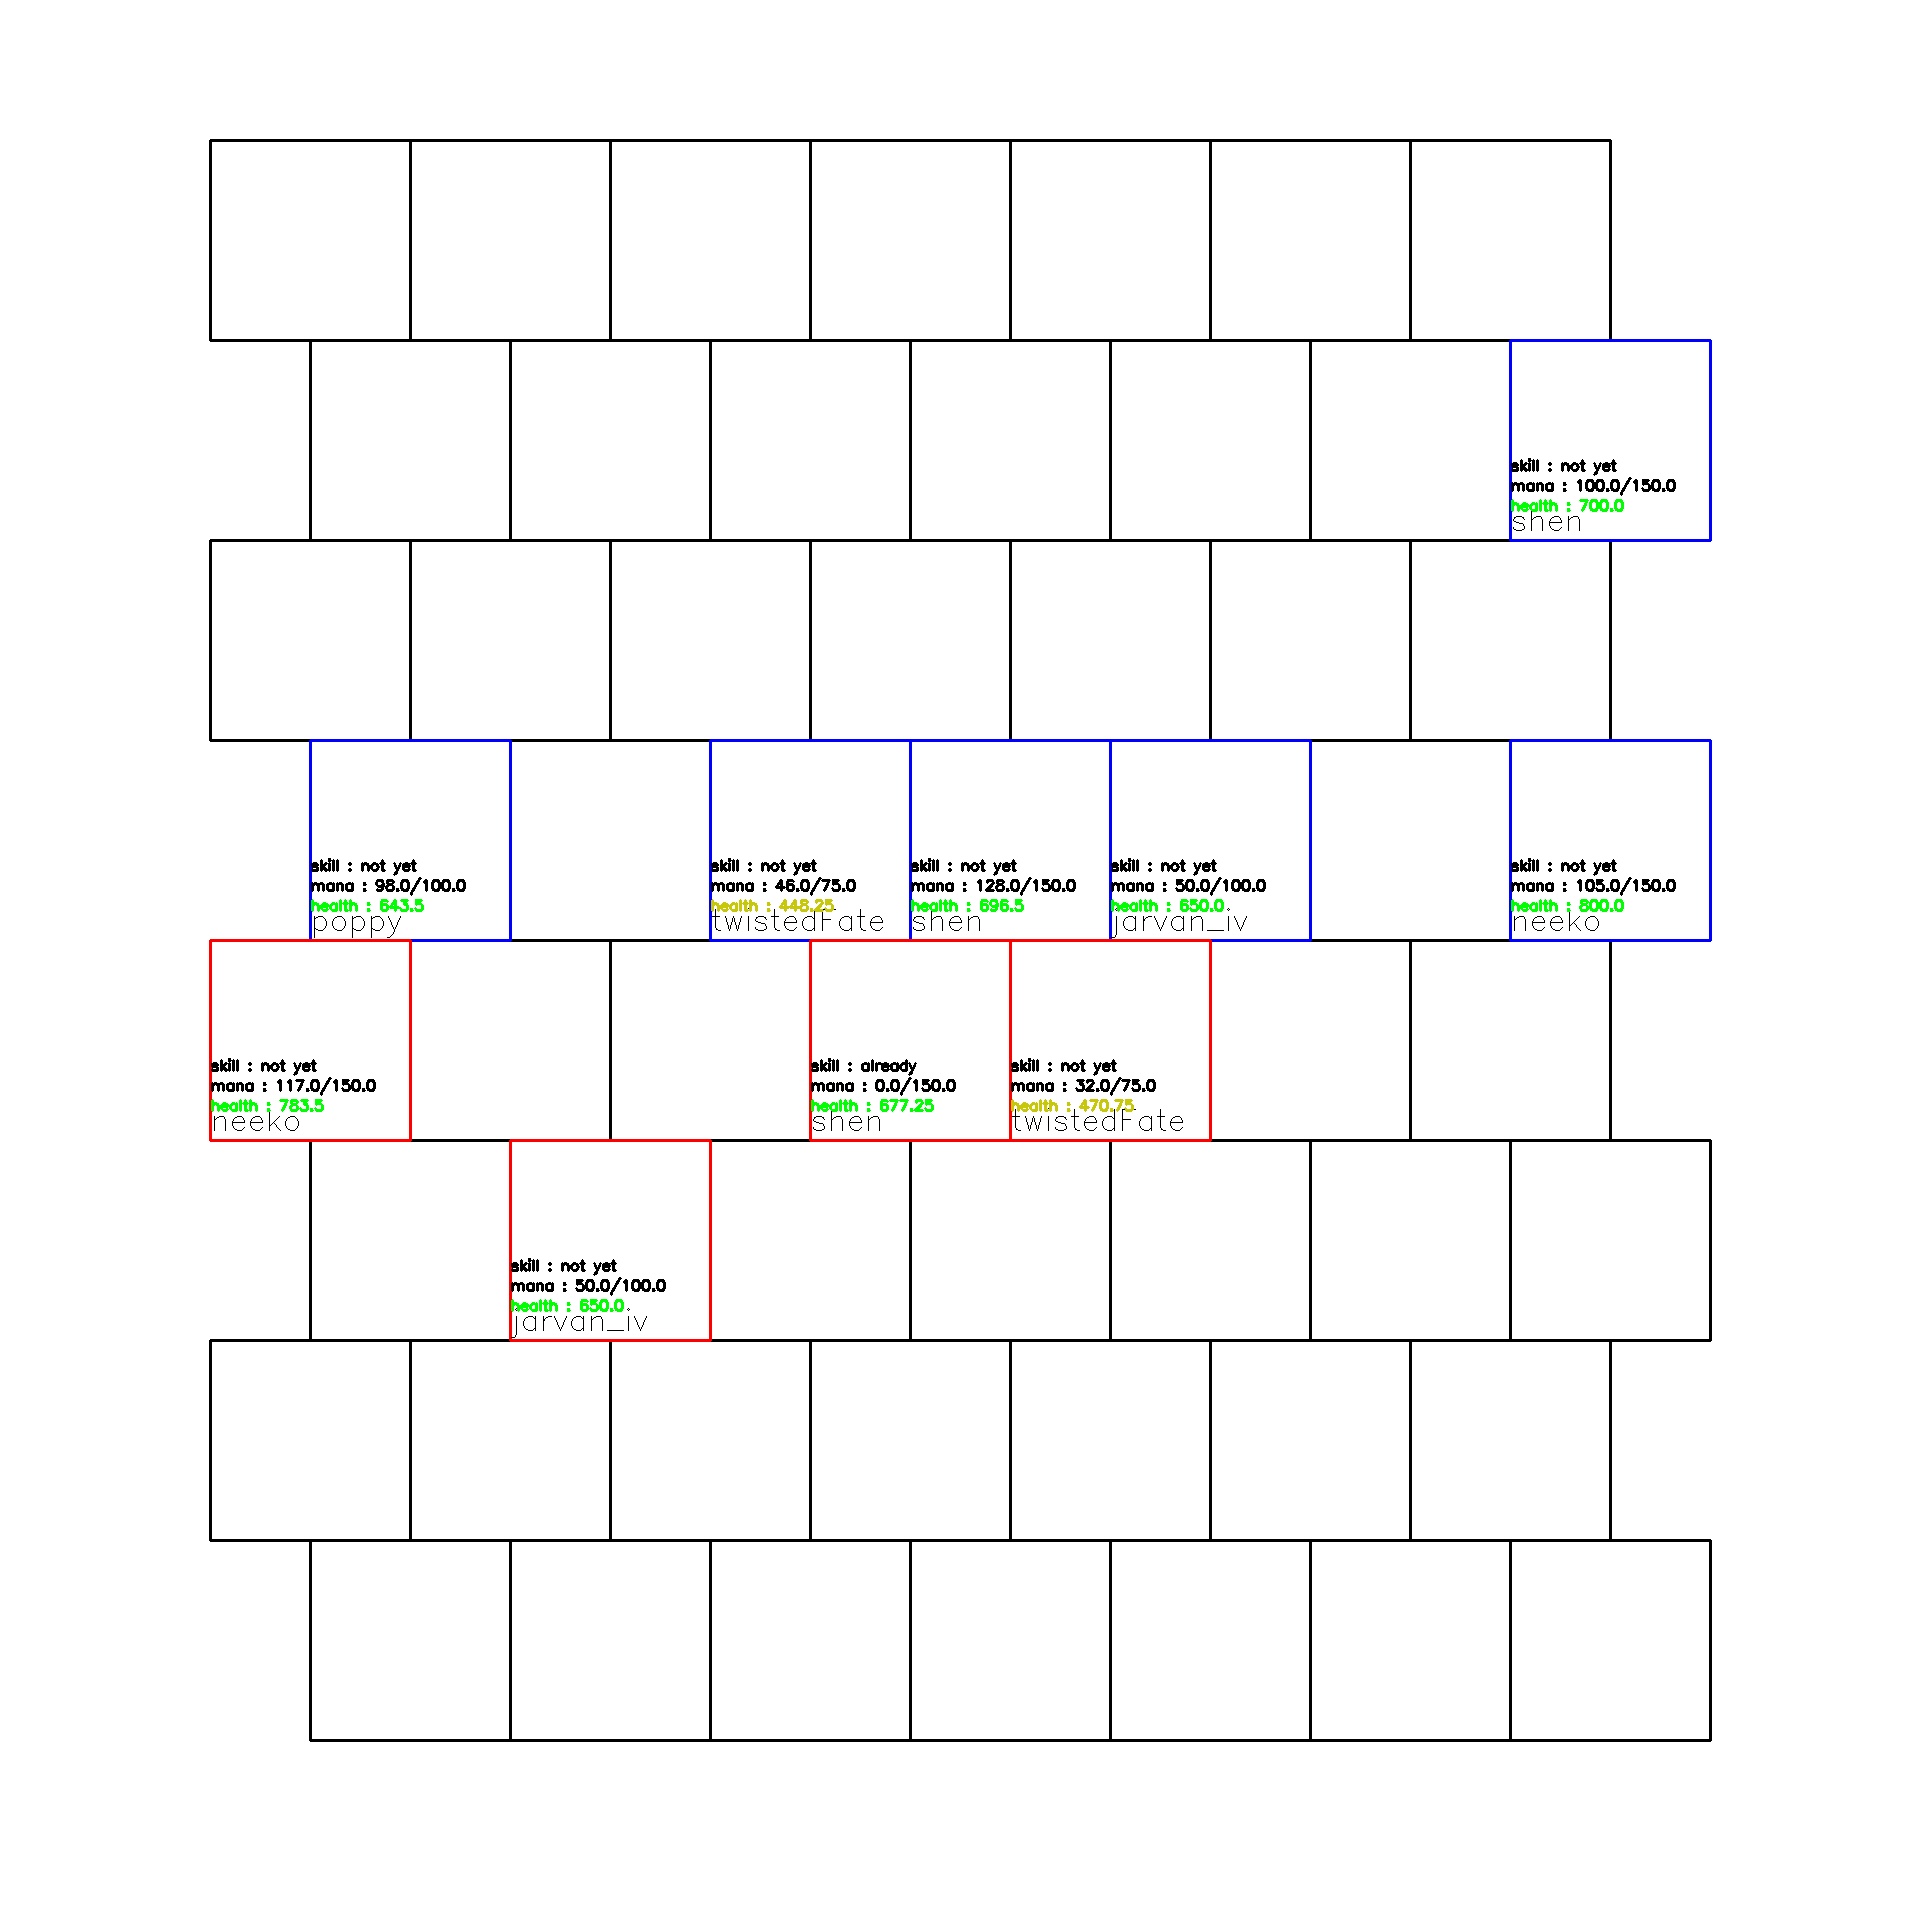 skill : not yet
mana : 100.0/150.0
health : 700.0
shen
skill : not yet
mana : 98.0/100.0
health : 643.5
poppy
skill : not yet
mana : 46.0/75.0
health : 448.25
twistedFate
skill : not yet
mana : 128.0/150.0
health : 696.5
shen
skill : not yet
mana : 50.0/100.0
health : 650.0
jarvan_iv
skill : not yet
mana : 105.0/150.0
health : 800.0
neeko
skill : not yet
mana : 117.0/150.0
health : 783.5
neeko
skill : already
mana : 0.0/150.0
health : 677.25
shen
skill : not yet
mana : 32.0/75.0
health : 470.75
twistedFate
skill : not yet
mana : 50.0/100.0
health : 650.0
jarvan_iv